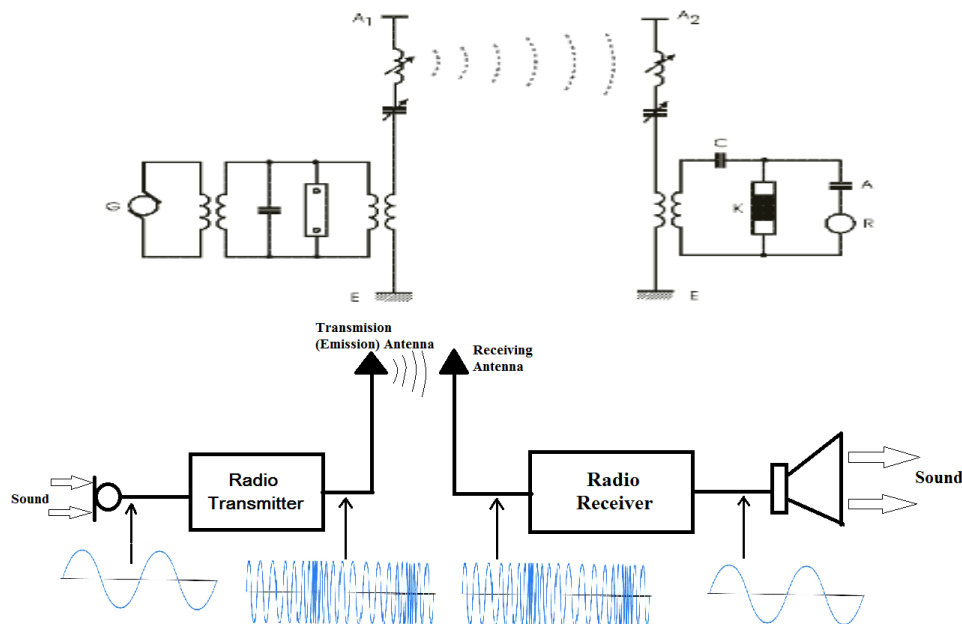 A1
A2
C
G
K
A
R
E
E
Transmision
(Emission) Antenna
Receiving
Antenna
Sound
Radio
Transmitter
Radio
Receiver
Sound